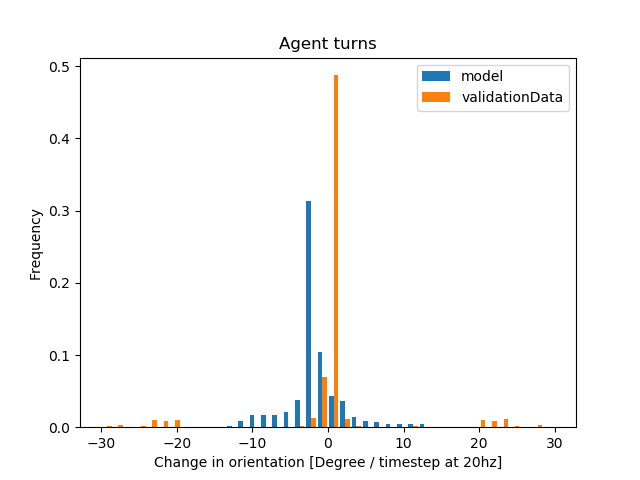 Agent turns
model
validationData
0.5
0.4
0.3
0.2
0.1
0.0
Frequency
−30 −20 −10 0 10 20 30
Change in orientation [Degree / timestep at 20hz]